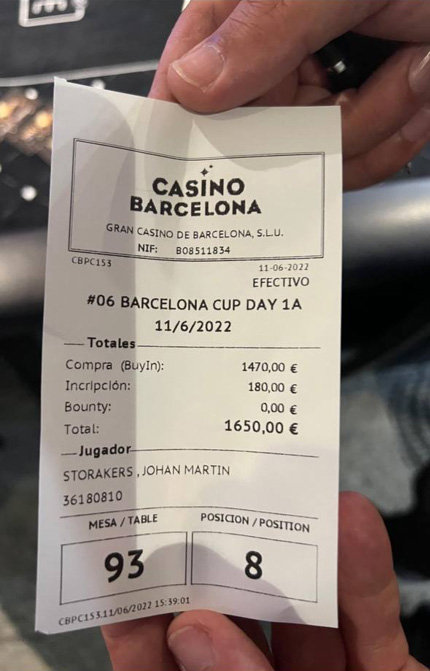 CASINO
BARCELONA
GRAN CASINO DE BARCELONA, S.L.U.
NIF: B08511834
CBPC153 11-06-2022
EFECTIVO
#06 BARCELONA CUP DAY 1A
11/6/2022
Totales
Compra (BuyIn): 1470,00 €
Incripción: 180,00 €
Bounty: 0,00 €
Total: 1650,00 €
Jugador
STORAKERS , JOHAN MARTIN
36180810
MESA / TABLE POSICION / POSITION
93 8
CBPC153.11/06/2022 15:39:01